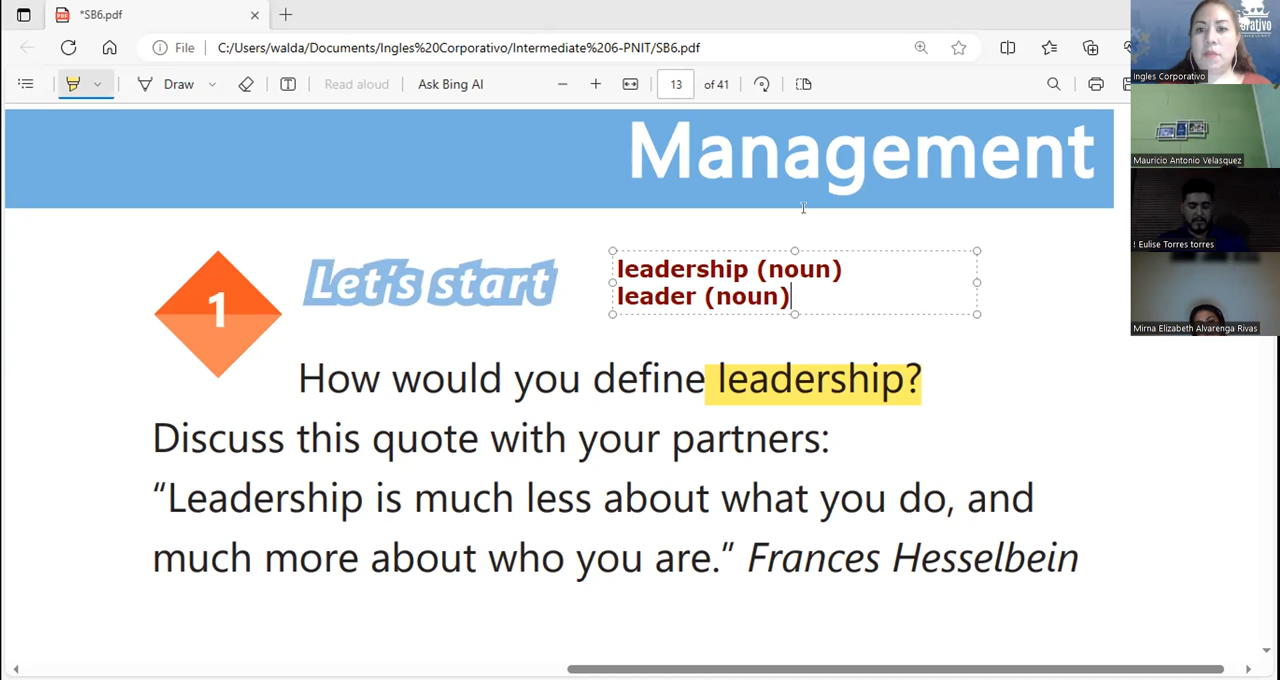 *SB6.pdf
File C:/Users/walda/Documents/Ingles%20Corporativo/Intermediate%206-PNIT/SB6.pdf
Draw Read aloud Ask Bing AI 13 of 41
Management
1 Let's start
leadership (noun)
leader (noun)
How would you define leadership?
Discuss this quote with your partners:
“Leadership is much less about what you do, and
much more about who you are.” Frances Hesselbein
Ingles Corporativo
Mauricio Antonio Velasquez
! Eulise Torres torres
Mirna Elizabeth Alvarenga Rivas